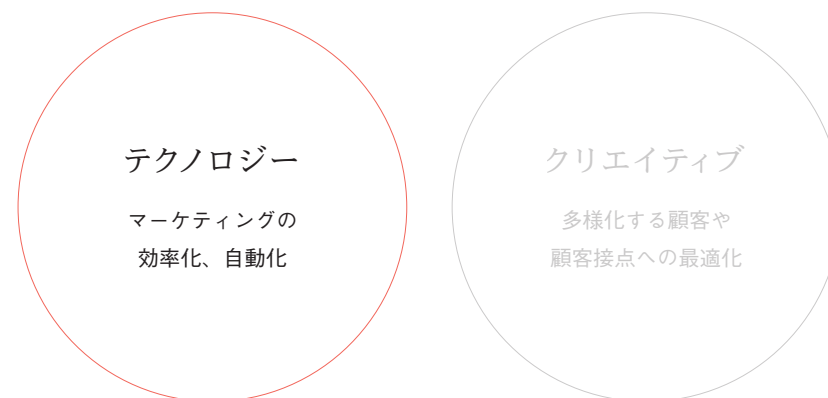 テクノロジー
マーケティングの
効率化、自動化
クリエイティブ
多様化する顧客や
顧客接点への最適化